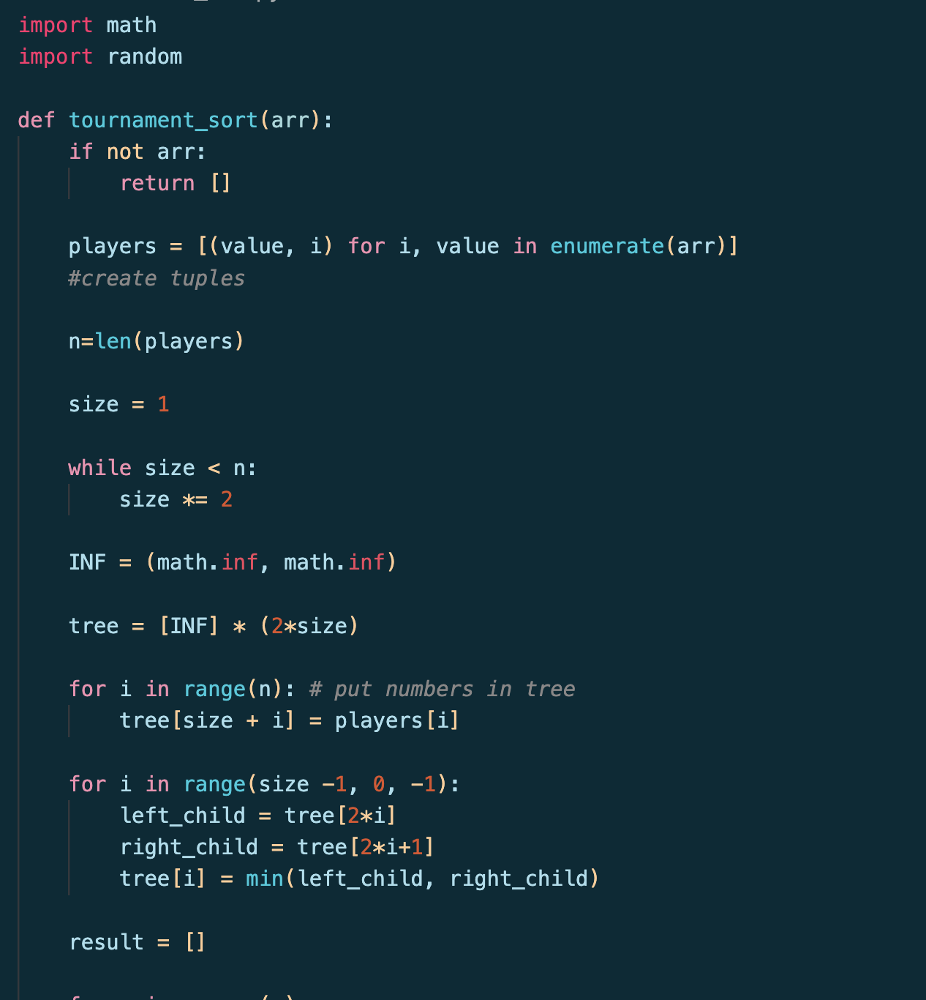 import math
import random
def tournament_sort(arr):
if not arr:
return []
players = [(value, i) for i, value in enumerate(arr)]
#create tuples
n=len(players)
size = 1
while size < n:
size *= 2
INF = (math.inf, math.inf)
tree = [INF] * (2*size)
for i in range(n): # put numbers in tree
tree[size + i] = players[i]
for i in range(size -1, 0, -1):
left_child = tree[2*i]
right_child = tree[2*i+1]
tree[i] = min(left_child, right_child)
result = []